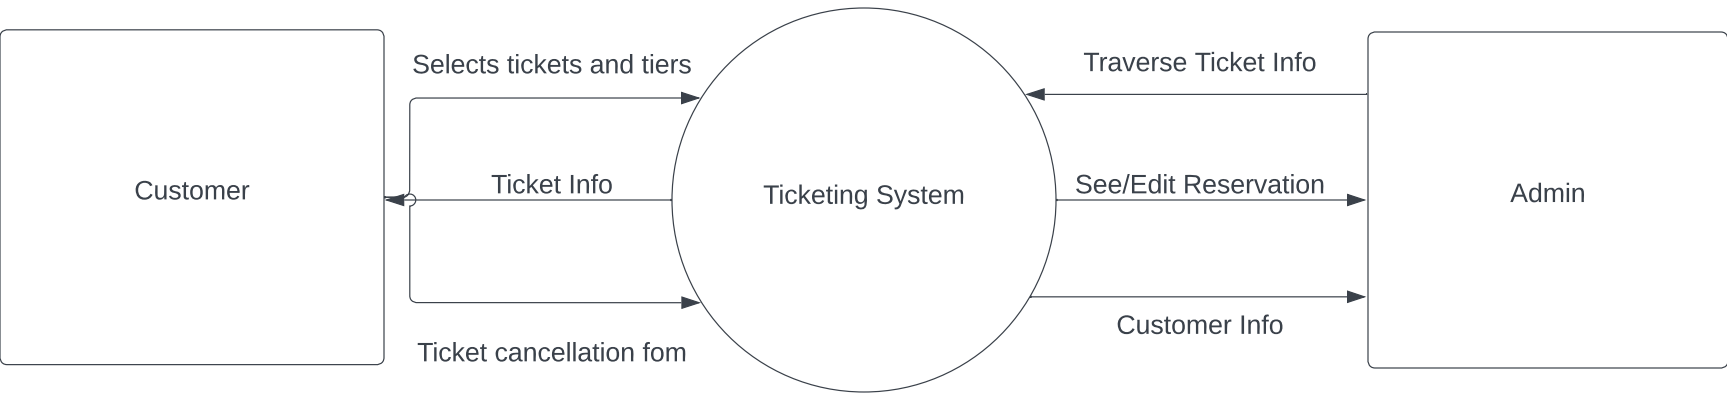 Selects tickets and tiers
Traverse Ticket Info
Customer
Ticket Info
Ticketing System
See/Edit Reservation
Admin
Customer Info
Ticket cancellation fom